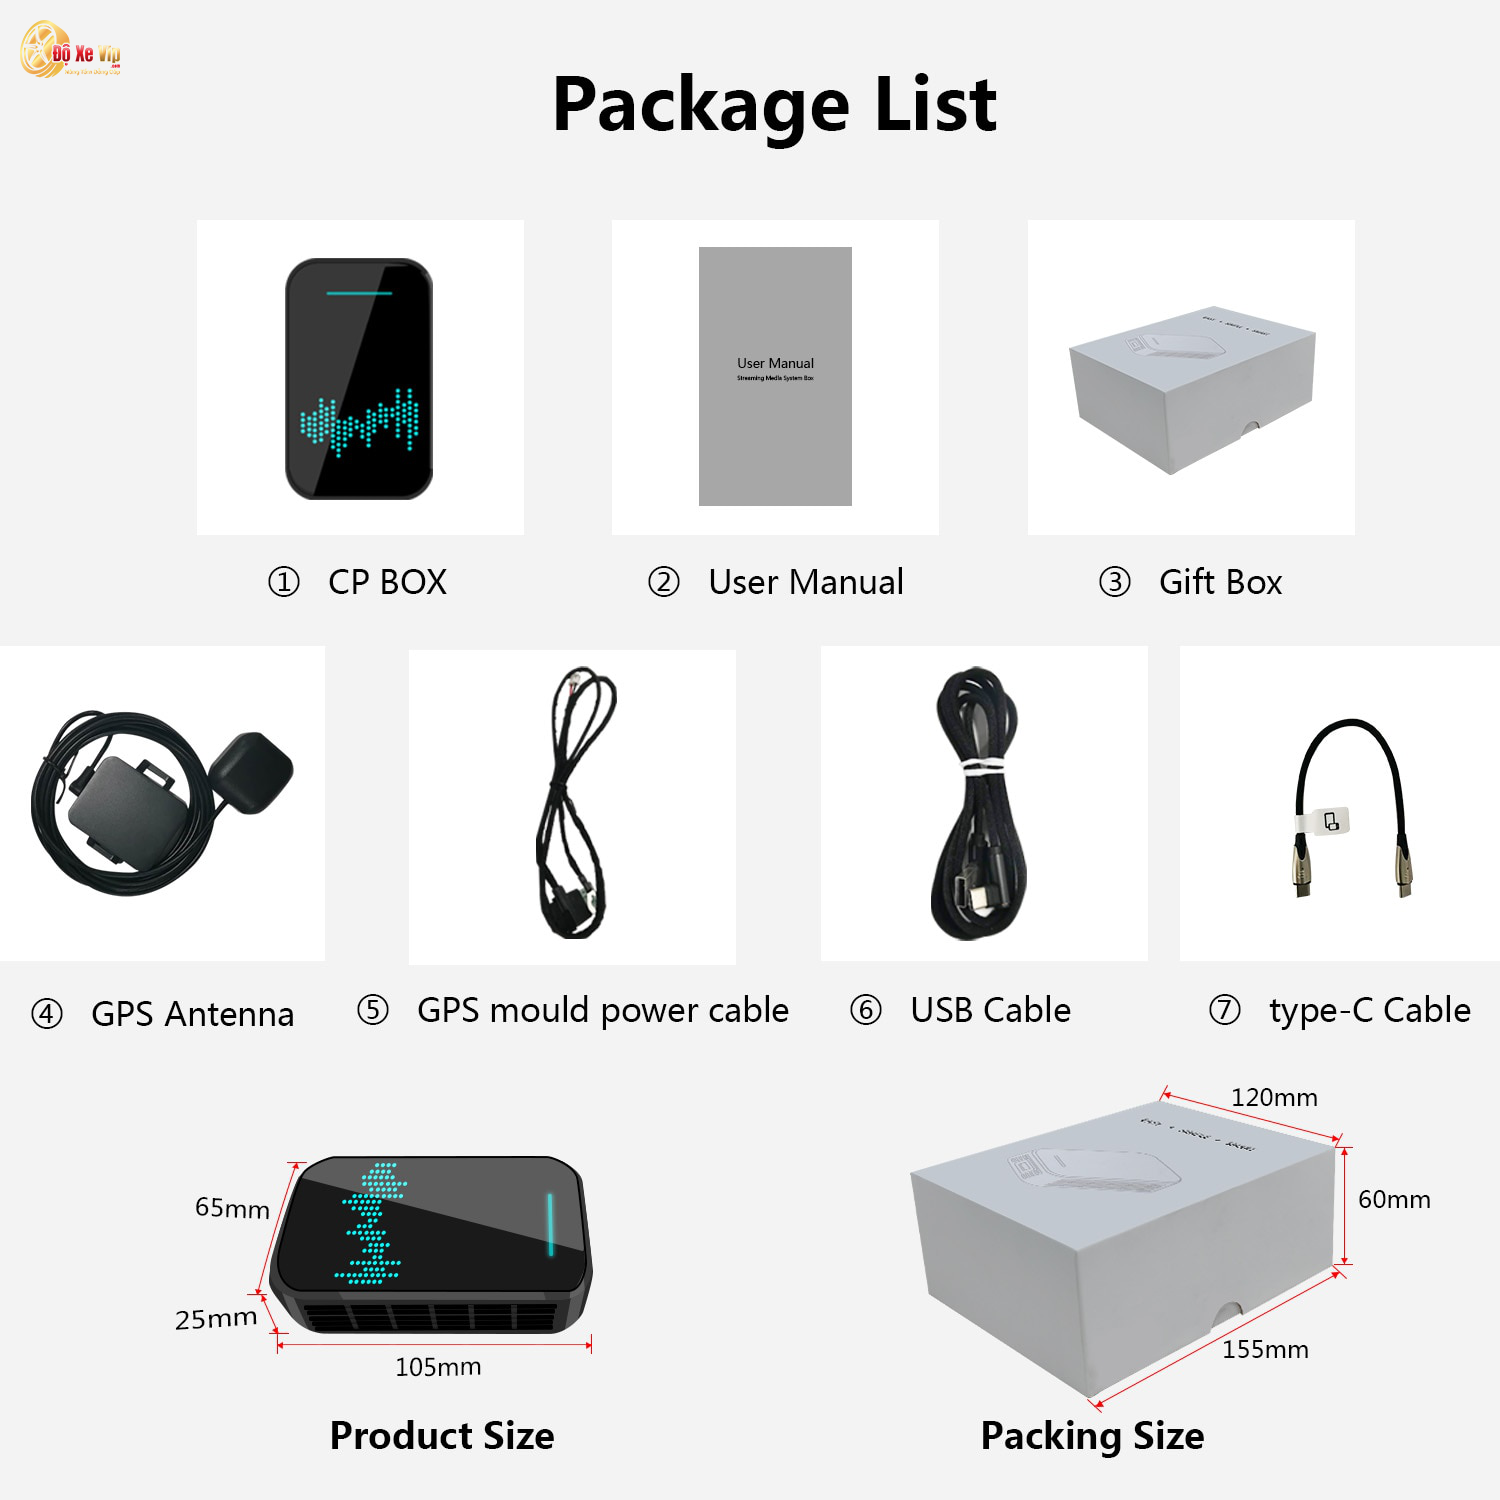 Độ Xe Vip
.com
Package List
User Manual
Streaming Media System Box
① CP BOX
② User Manual
③ Gift Box
④ GPS Antenna
⑤ GPS mould power cable
⑥ USB Cable
⑦ type-C Cable
65mm
25mm
105mm
Product Size
120mm
60mm
155mm
Packing Size